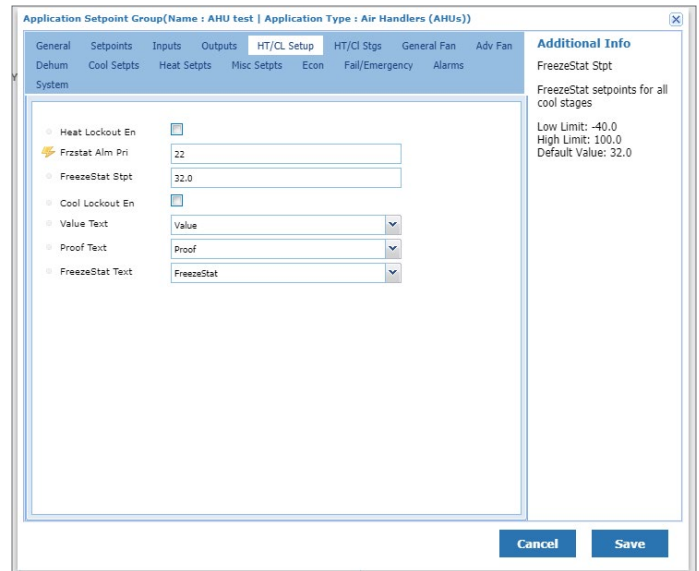 Application Setpoint Group(Name : AHU test | Application Type : Air Handlers (AHUs))
General Setpoints Inputs Outputs HT/CL Setup HT/Cl Stgs General Fan Adv Fan
Dehum Cool Setpts Heat Setpts Misc Setpts Econ Fail/Emergency Alarms
System
Heat Lockout En
Frzstat Alm Pri 22
FreezeStat Stpt 32.0
Cool Lockout En
Value Text Value
Proof Text Proof
FreezeStat Text FreezeStat
Additional Info
FreezeStat Stpt
FreezeStat setpoints for all
cool stages
Low Limit: -40.0
High Limit: 100.0
Default Value: 32.0
Cancel Save